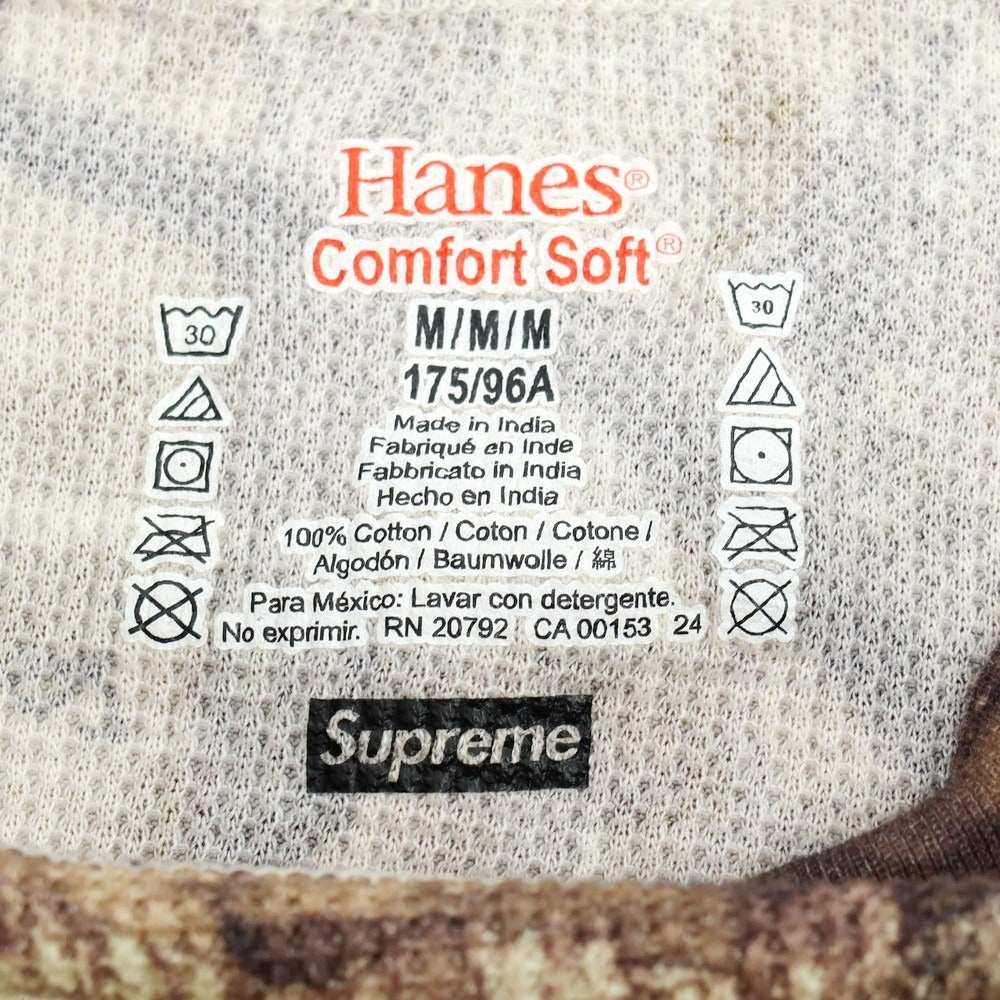 Hanes®
Comfort Soft®
30
30
M/M/M
175/96A
Made in India
Fabriqué en Inde
Fabbricato in India
Hecho en India
100% Cotton / Coton / Cotone /
Algodón / Baumwolle / 綿
Para México: Lavar con detergente.
No exprimir. RN 20792 CA 00153 24
Supreme